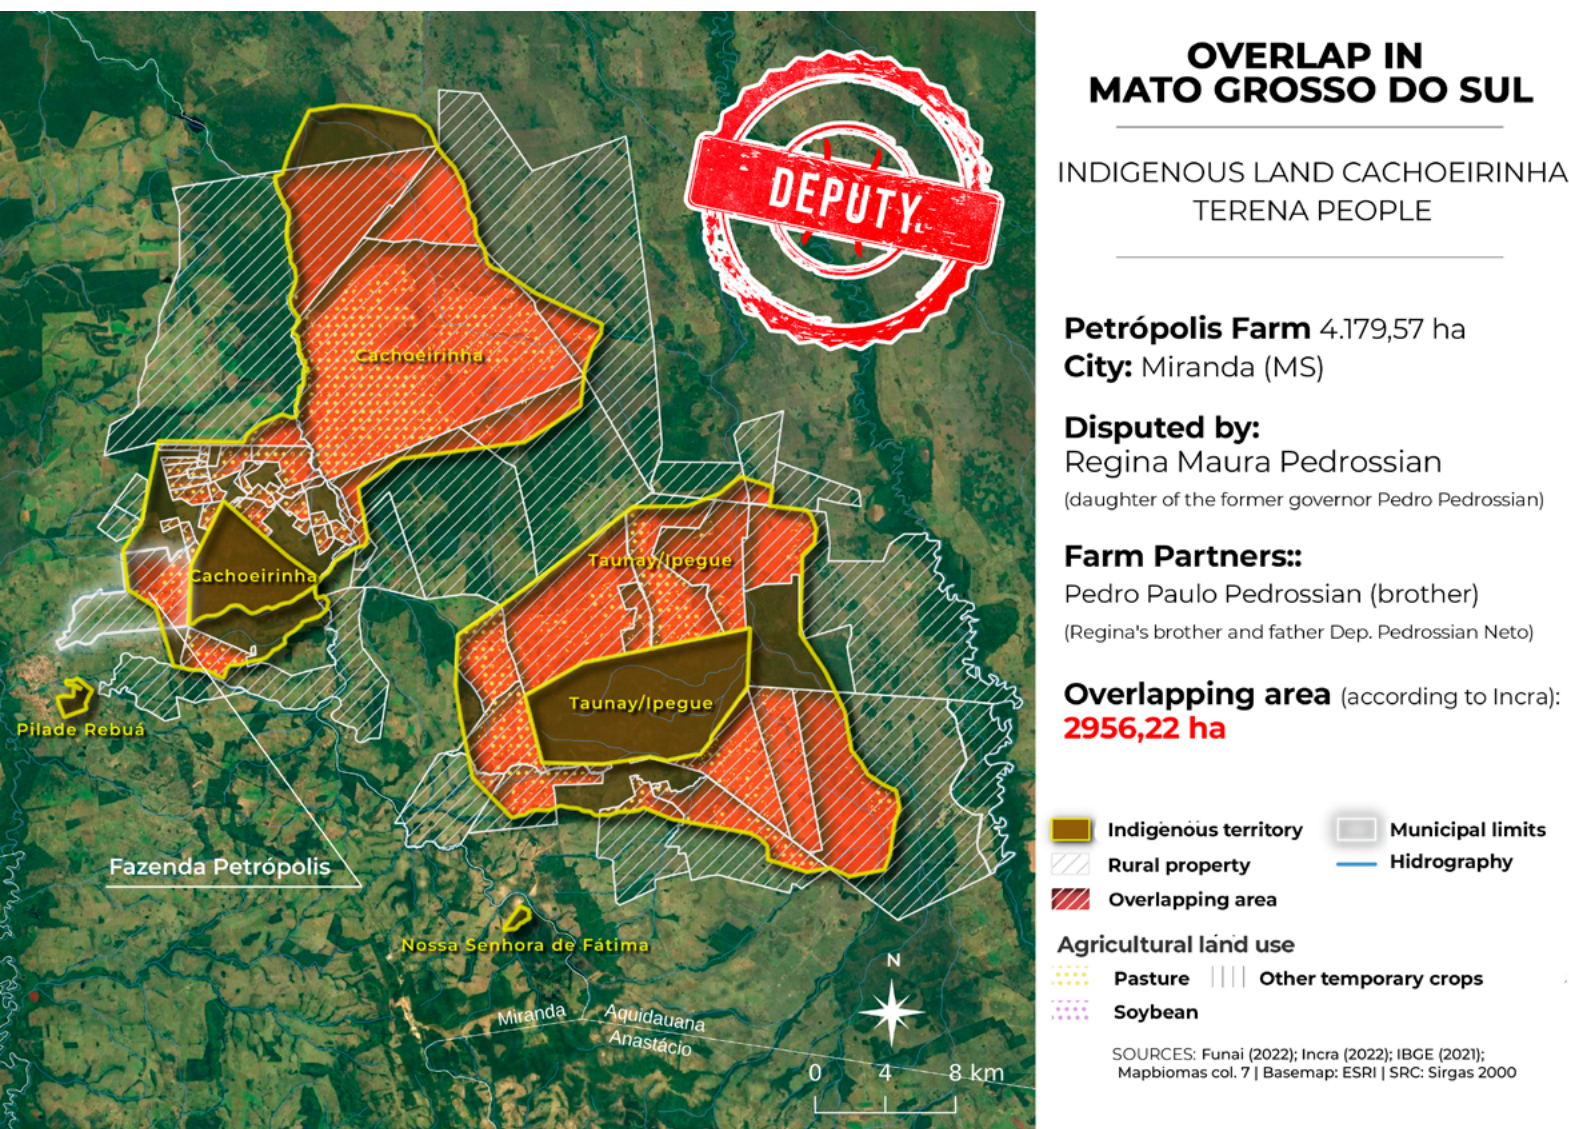 OVERLAP IN
MATO GROSSO DO SUL
INDIGENOUS LAND CACHOEIRINHA
TERENA PEOPLE
Petrópolis Farm 4.179,57 ha
City: Miranda (MS)
Disputed by:
Regina Maura Pedrossian
(daughter of the former governor Pedro Pedrossian)
Farm Partners::
Pedro Paulo Pedrossian (brother)
(Regina's brother and father Dep. Pedrossian Neto)
Overlapping area (according to Incra):
2956,22 ha
Indigenous territory
Municipal limits
Rural property
Hidrography
Overlapping area
Agricultural land use
Pasture
Other temporary crops
Soybean
SOURCES: Funai (2022); Incra (2022); IBGE (2021);
Mapbiomas col. 7 | Basemap: ESRI | SRC: Sirgas 2000
DEPUTY
Cachoeirinha
Cachoeirinha
Taunay/Ipegue
Taunay/Ipegue
Pilade Rebuá
Fazenda Petrópolis
Nossa Senhora de Fátima
Miranda
Aquidauana
Anastácio
N
0 4 8 km